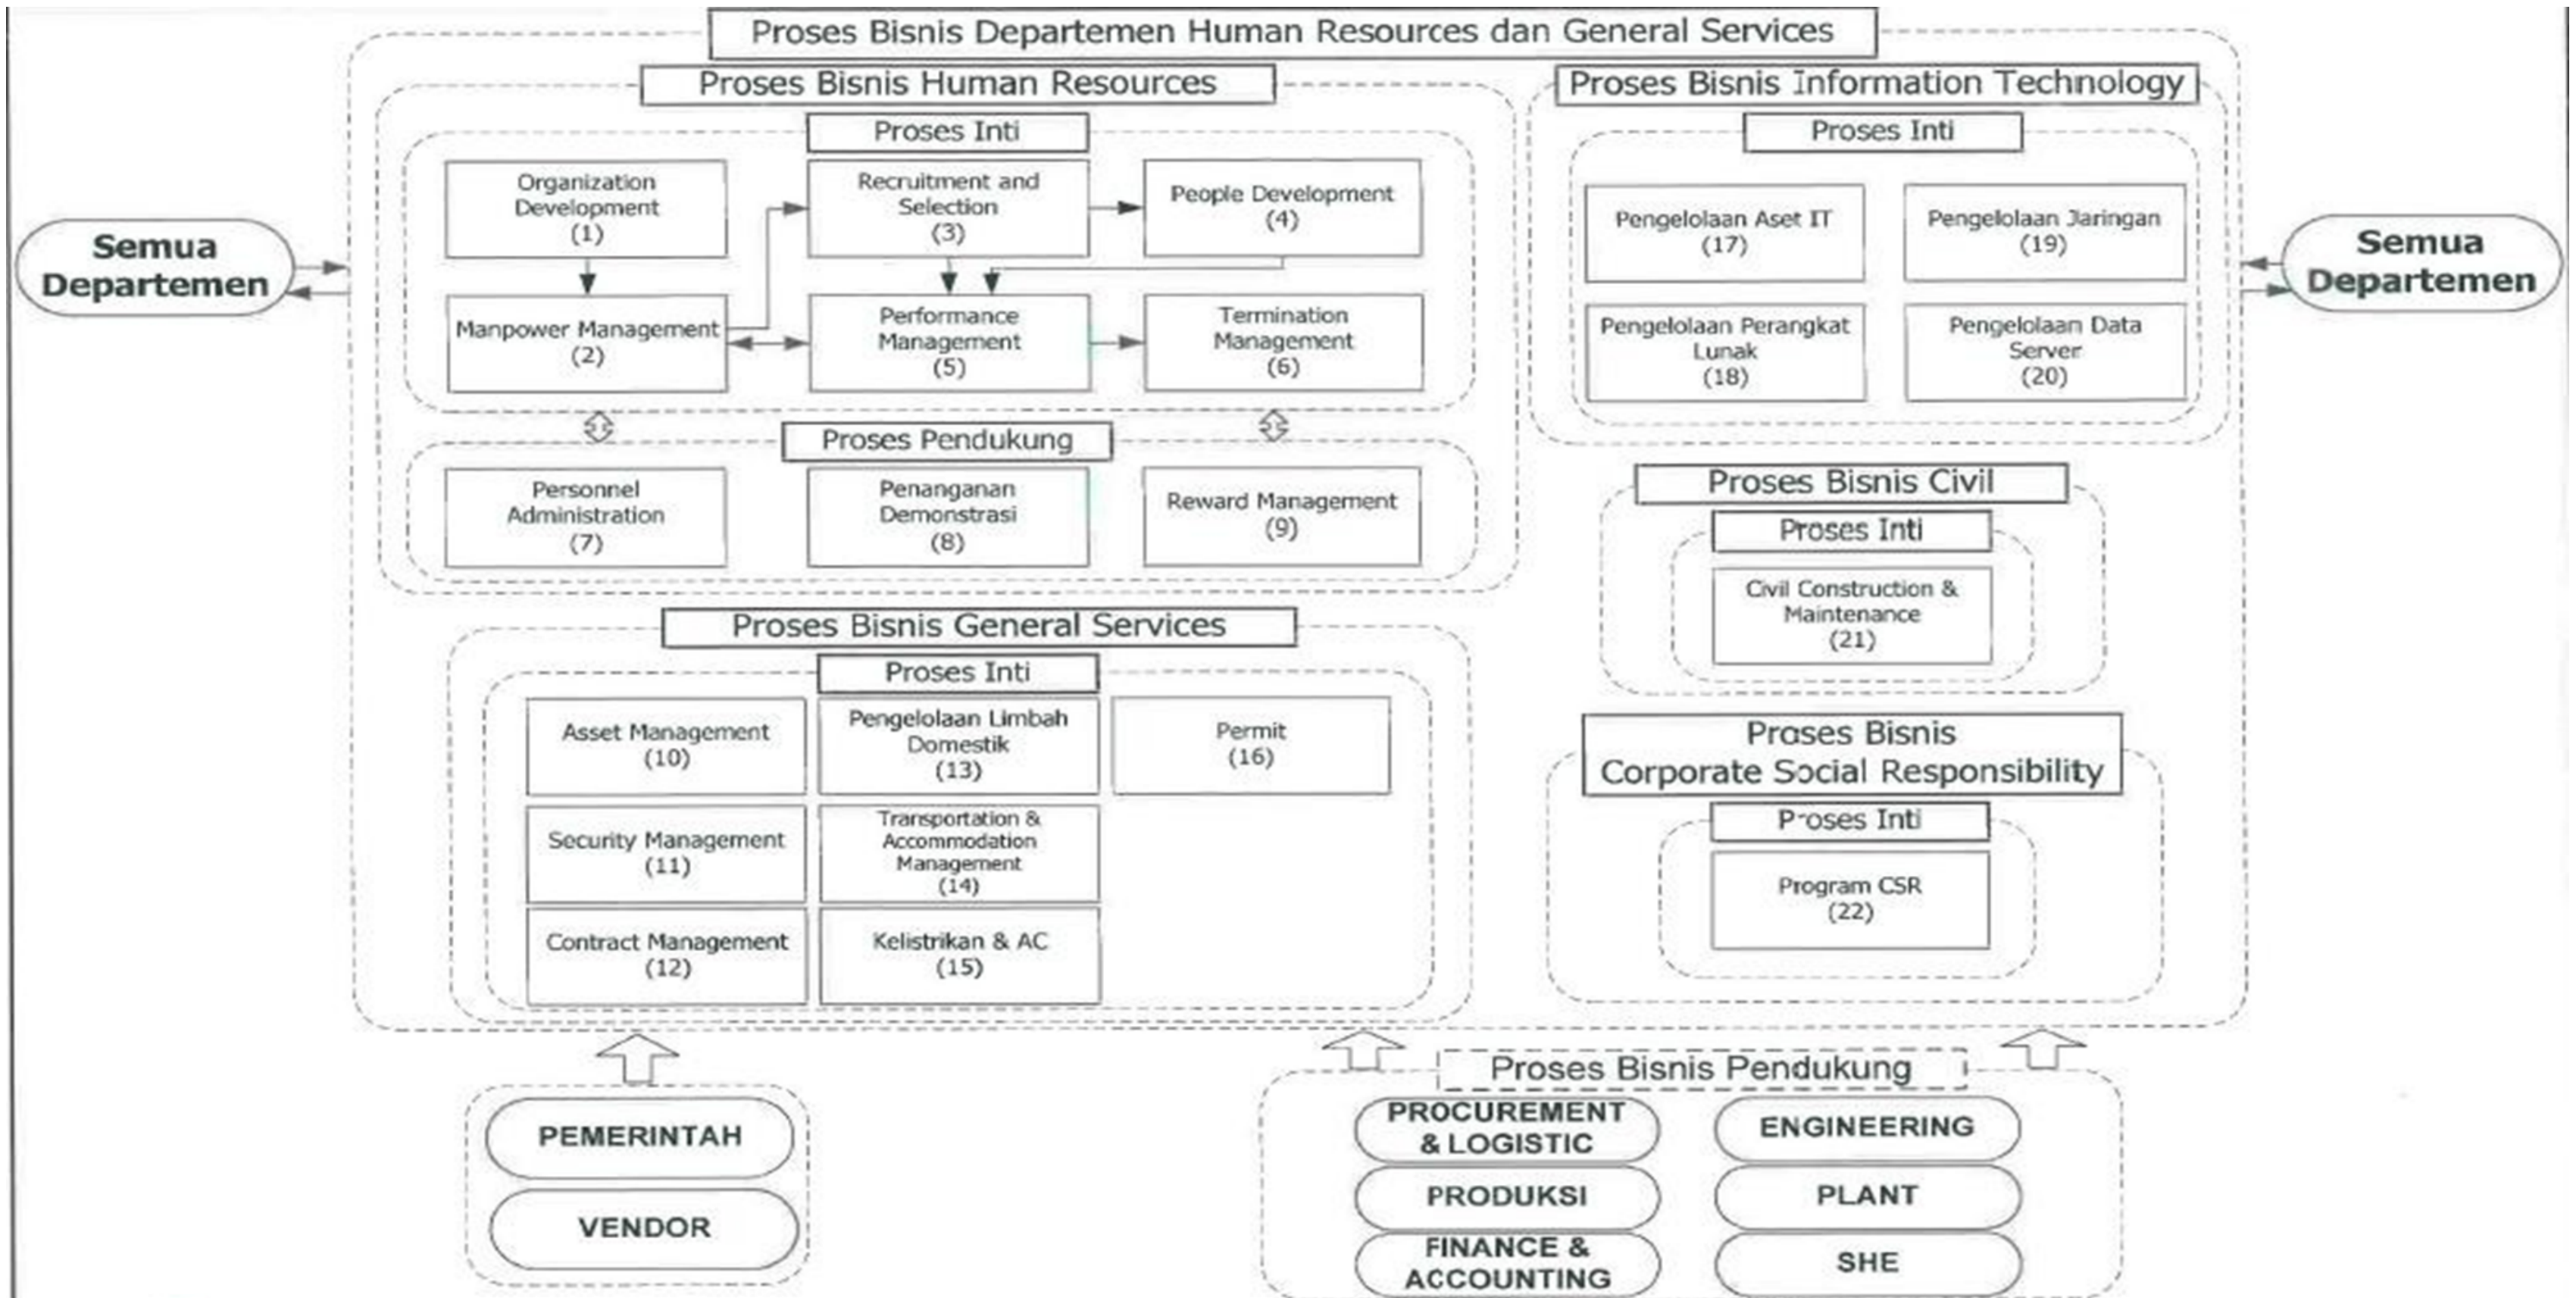 Proses Bisnis Departemen Human Resources dan General Services
Proses Bisnis Human Resources
Proses Inti
Organization
Development
(1)
Recruitment and
Selection
(3)
People Development
(4)
Manpower Management
(2)
Performance
Management
(5)
Termination
Management
(6)
Proses Pendukung
Personnel
Administration
(7)
Penanganan
Demonstrasi
(8)
Reward Management
(9)
Proses Bisnis General Services
Proses Inti
Asset Management
(10)
Pengelolaan Limbah
Domestik
(13)
Permit
(16)
Security Management
(11)
Transportation &
Accommodation
Management
(14)
Contract Management
(12)
Kelistrikan & AC
(15)
Proses Bisnis Information Technology
Proses Inti
Pengelolaan Aset IT
(17)
Pengelolaan Jaringan
(19)
Pengelolaan Perangkat
Lunak
(18)
Pengelolaan Data
Server
(20)
Proses Bisnis Civil
Proses Inti
Civil Construction &
Maintenance
(21)
Proses Bisnis
Corporate Social Responsibility
Proses Inti
Program CSR
(22)
Semua
Departemen
Semua
Departemen
PEMERINTAH
VENDOR
Proses Bisnis Pendukung
PROCUREMENT
& LOGISTIC
ENGINEERING
PRODUKSI
PLANT
FINANCE &
ACCOUNTING
SHE